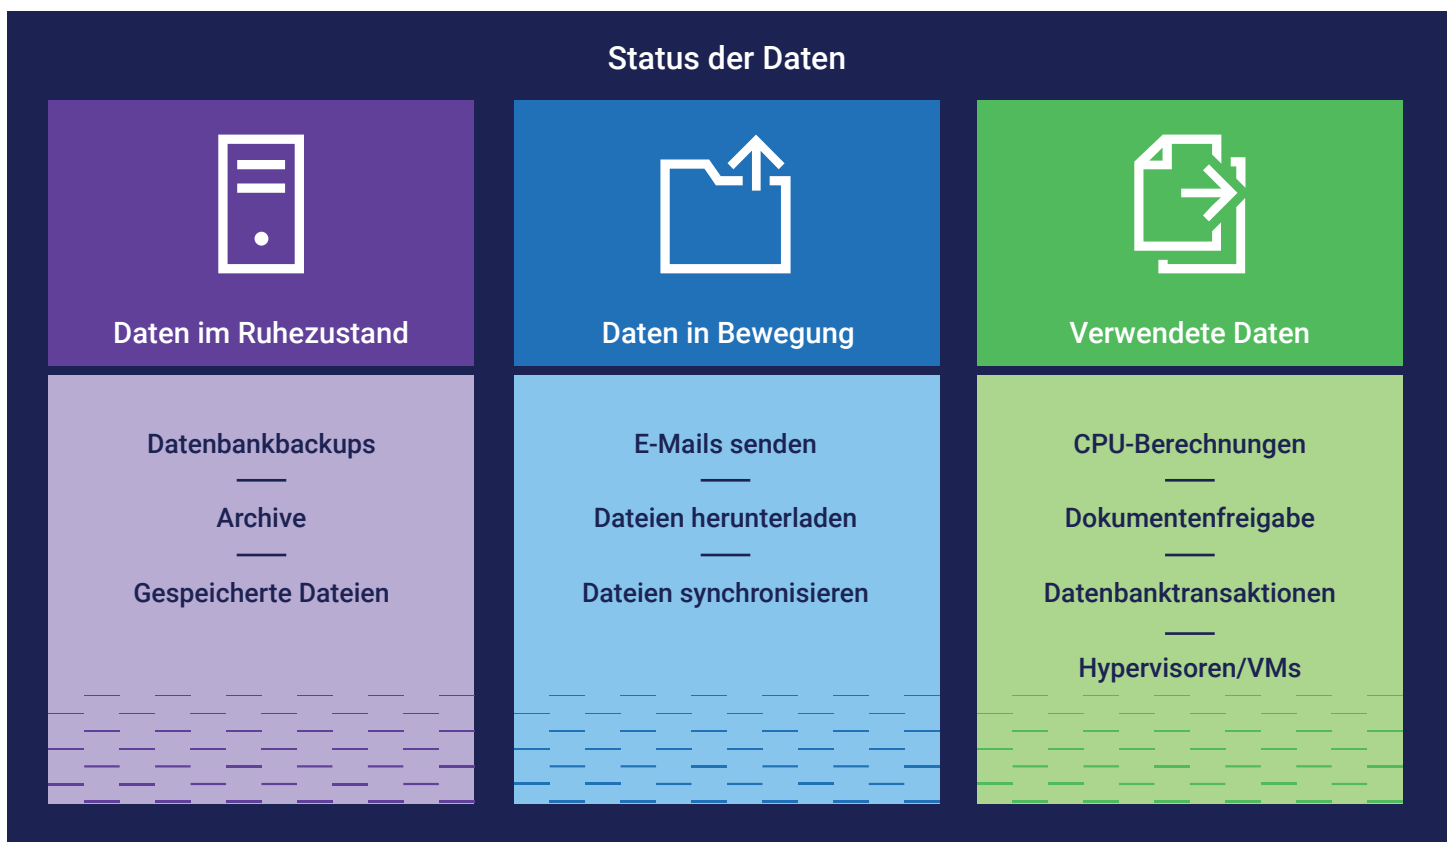 Status der Daten
Daten im Ruhezustand
Datenbankbackups
Archive
Gespeicherte Dateien
Daten in Bewegung
E-Mails senden
Dateien herunterladen
Dateien synchronisieren
Verwendete Daten
CPU-Berechnungen
Dokumentenfreigabe
Datenbanktransaktionen
Hypervisoren/VMs